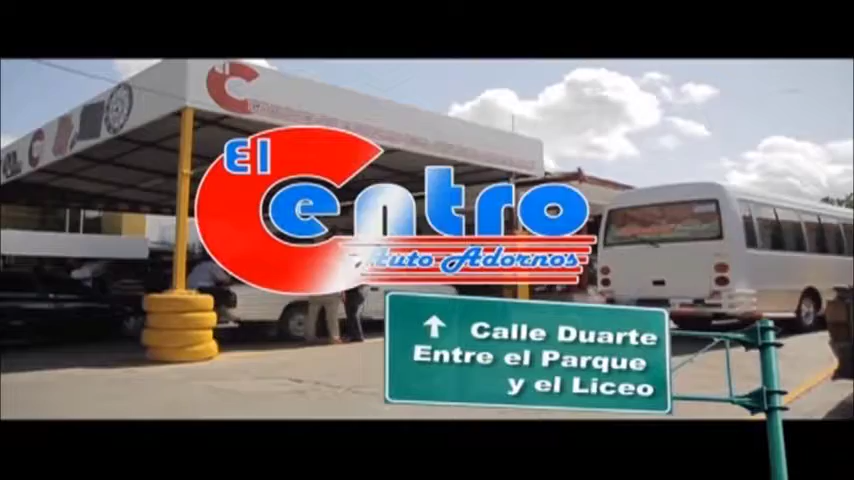 El Centro
Auto Adornos
Calle Duarte
Entre el Parque
y el Liceo